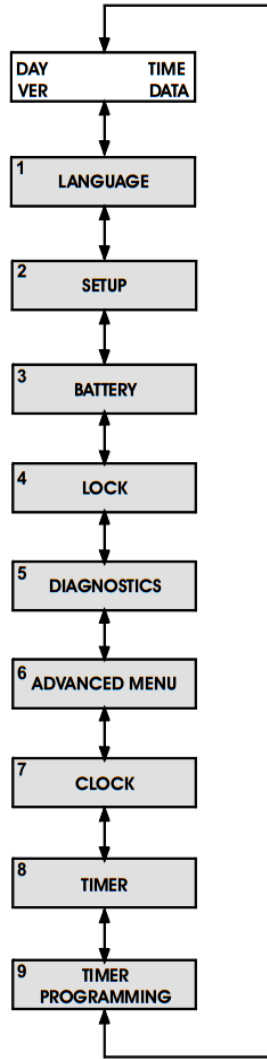 DAY TIME
VER DATA
1
LANGUAGE
2
SETUP
3
BATTERY
4
LOCK
5
DIAGNOSTICS
6
ADVANCED MENU
7
CLOCK
8
TIMER
9
TIMER
PROGRAMMING